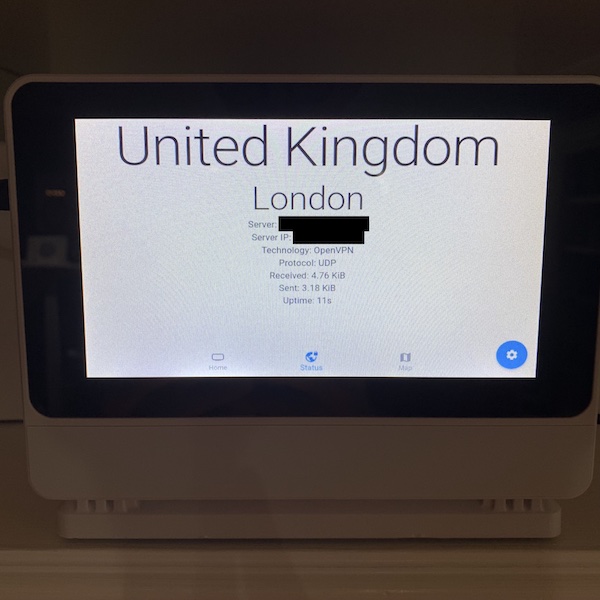 United Kingdom
London
Server:
Server IP:
Technology: OpenVPN
Protocol: UDP
Received: 4.76 KiB
Sent: 3.18 KiB
Uptime: 11s
Home Status Map